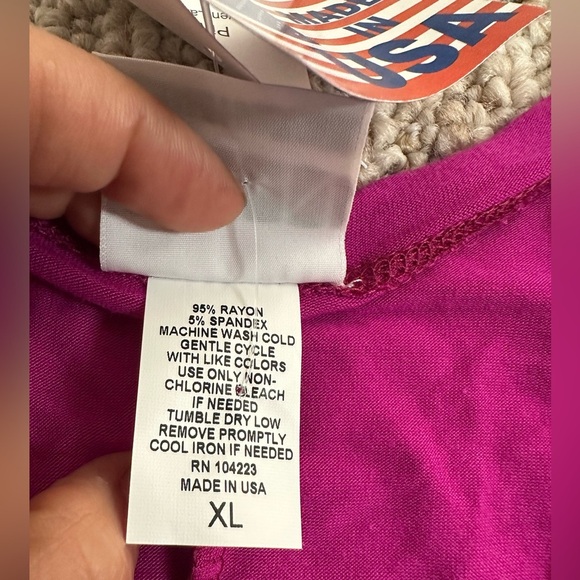 MADE
IN
USA
95% RAYON
5% SPANDEX
MACHINE WASH COLD
GENTLE CYCLE
WITH LIKE COLORS
USE ONLY NON-
CHLORINE BLEACH
IF NEEDED
TUMBLE DRY LOW
REMOVE PROMPTLY
COOL IRON IF NEEDED
RN 104223
MADE IN USA
XL